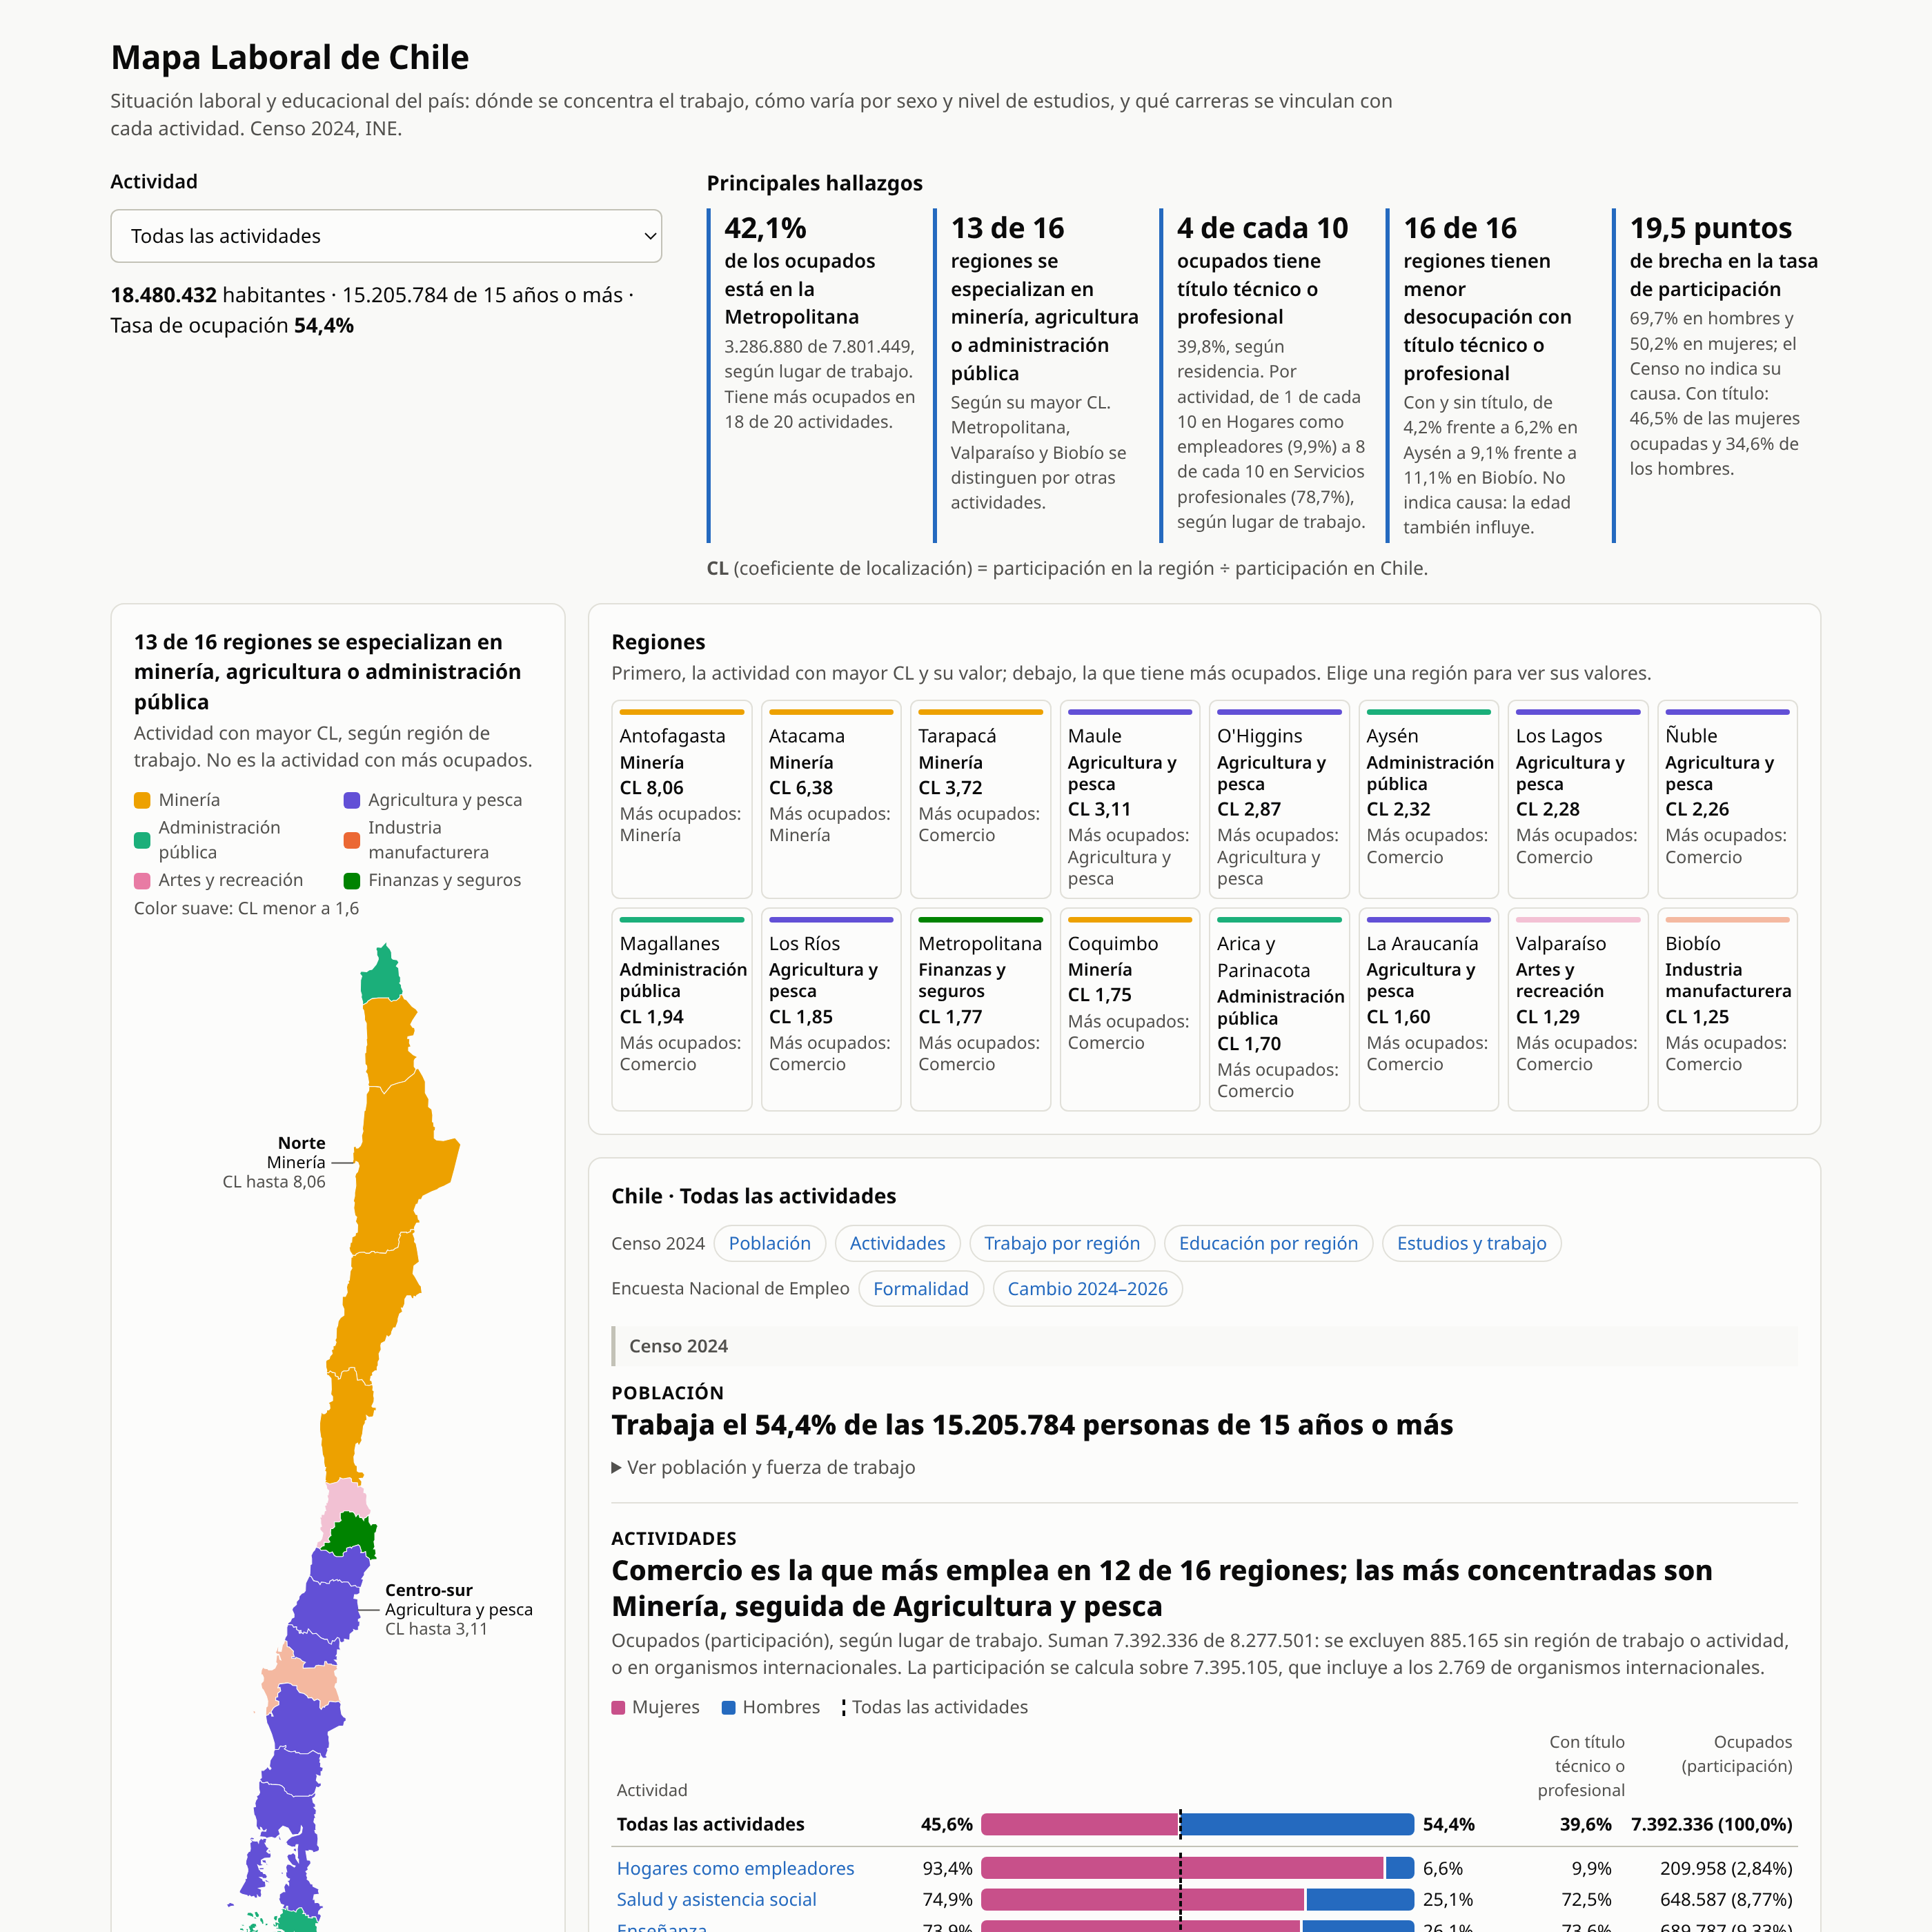 Mapa Laboral de Chile
Situación laboral y educacional del país: dónde se concentra el trabajo, cómo varía por sexo y nivel de estudios, y qué carreras se vinculan con
cada actividad. Censo 2024, INE.
Actividad
Todas las actividades
18.480.432 habitantes · 15.205.784 de 15 años o más ·
Tasa de ocupación 54,4%
Principales hallazgos
42,1%
de los ocupados
está en la
Metropolitana
3.286.880 de 7.801.449,
según lugar de trabajo.
Tiene más ocupados en
18 de 20 actividades.
13 de 16
regiones se
especializan en
minería, agricultura
o administración
pública
Según su mayor CL.
Metropolitana,
Valparaíso y Biobío se
distinguen por otras
actividades.
4 de cada 10
ocupados tiene
título técnico o
profesional
39,8%, según
residencia. Por
actividad, de 1 de cada
10 en Hogares como
empleadores (9,9%) a 8
de cada 10 en Servicios
profesionales (78,7%),
según lugar de trabajo.
16 de 16
regiones tienen
menor
desocupación con
título técnico o
profesional
Con y sin título, de
4,2% frente a 6,2% en
Aysén a 9,1% frente a
11,1% en Biobío. No
indica causa: la edad
también influye.
19,5 puntos
de brecha en la tasa
de participación
69,7% en hombres y
50,2% en mujeres; el
Censo no indica su
causa. Con título:
46,5% de las mujeres
ocupadas y 34,6% de
los hombres.
CL (coeficiente de localización) = participación en la región ÷ participación en Chile.
13 de 16 regiones se especializan en
minería, agricultura o administración
pública
Actividad con mayor CL, según región de
trabajo. No es la actividad con más ocupados.
Minería
Agricultura y pesca
Administración
pública
Industria
manufacturera
Artes y recreación
Finanzas y seguros
Color suave: CL menor a 1,6
Norte
Minería
CL hasta 8,06
Centro-sur
Agricultura y pesca
CL hasta 3,11
Regiones
Primero, la actividad con mayor CL y su valor; debajo, la que tiene más ocupados. Elige una región para ver sus valores.
Antofagasta
Minería
CL 8,06
Más ocupados:
Minería
Atacama
Minería
CL 6,38
Más ocupados:
Minería
Tarapacá
Minería
CL 3,72
Más ocupados:
Comercio
Maule
Agricultura y
pesca
CL 3,11
Más ocupados:
Agricultura y
pesca
O'Higgins
Agricultura y
pesca
CL 2,87
Más ocupados:
Agricultura y
pesca
Aysén
Administración
pública
CL 2,32
Más ocupados:
Comercio
Los Lagos
Agricultura y
pesca
CL 2,28
Más ocupados:
Comercio
Ñuble
Agricultura y
pesca
CL 2,26
Más ocupados:
Comercio
Magallanes
Administración
pública
CL 1,94
Más ocupados:
Comercio
Los Ríos
Agricultura y
pesca
CL 1,85
Más ocupados:
Comercio
Metropolitana
Finanzas y
seguros
CL 1,77
Más ocupados:
Comercio
Coquimbo
Minería
CL 1,75
Más ocupados:
Comercio
Arica y
Parinacota
Administración
pública
CL 1,70
Más ocupados:
Comercio
La Araucanía
Agricultura y
pesca
CL 1,60
Más ocupados:
Comercio
Valparaíso
Artes y
recreación
CL 1,29
Más ocupados:
Comercio
Biobío
Industria
manufacturera
CL 1,25
Más ocupados:
Comercio
Chile · Todas las actividades
Censo 2024 Población Actividades Trabajo por región Educación por región Estudios y trabajo
Encuesta Nacional de Empleo Formalidad Cambio 2024–2026
Censo 2024
POBLACIÓN
Trabaja el 54,4% de las 15.205.784 personas de 15 años o más
Ver población y fuerza de trabajo
ACTIVIDADES
Comercio es la que más emplea en 12 de 16 regiones; las más concentradas son
Minería, seguida de Agricultura y pesca
Ocupados (participación), según lugar de trabajo. Suman 7.392.336 de 8.277.501: se excluyen 885.165 sin región de trabajo o actividad,
o en organismos internacionales. La participación se calcula sobre 7.395.105, que incluye a los 2.769 de organismos internacionales.
Mujeres Hombres Todas las actividades
Actividad
Con título
técnico o
profesional
Ocupados
(participación)
Todas las actividades 45,6% 54,4% 39,6% 7.392.336 (100,0%)
Hogares como empleadores 93,4% 6,6% 9,9% 209.958 (2,84%)
Salud y asistencia social 74,9% 25,1% 72,5% 648.587 (8,77%)
Enseñanza 73,9% 26,1% 73,6% 689.787 (9,33%)